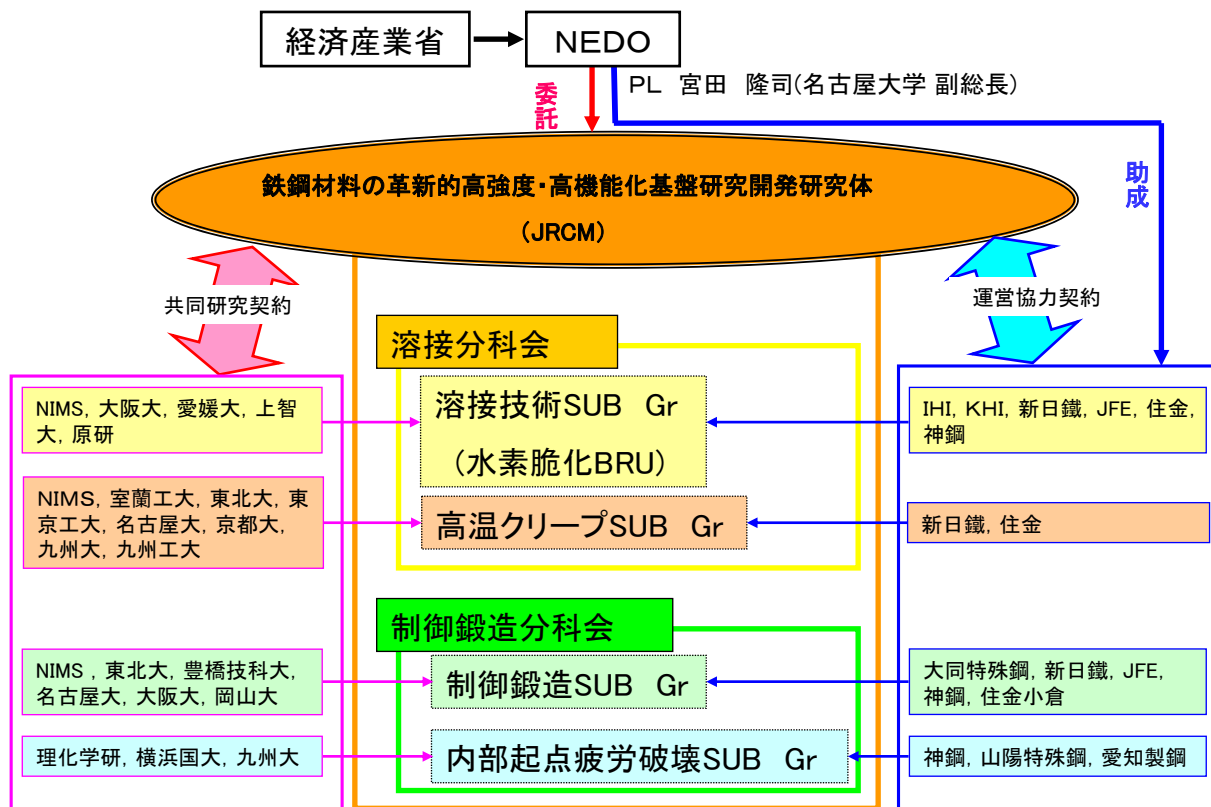 経済産業省
NEDO
PL 宮田 隆司(名古屋大学 副総長)
委託
助成
鉄鋼材料の革新的高強度・高機能化基盤研究開発研究体
(JRCM)
共同研究契約
運営協力契約
溶接分科会
NIMS, 大阪大, 愛媛大, 上智
大, 原研
溶接技術SUB Gr
(水素脆化BRU)
IHI, KHI, 新日鐵, JFE, 住金,
神鋼
NIMS, 室蘭工大, 東北大, 東
京工大, 名古屋大, 京都大,
九州大, 九州工大
高温クリープSUB Gr
新日鐵, 住金
制御鍛造分科会
NIMS , 東北大, 豊橋技科大,
名古屋大, 大阪大, 岡山大
制御鍛造SUB Gr
大同特殊鋼, 新日鐵, JFE,
神鋼, 住金小倉
理化学研, 横浜国大, 九州大
内部起点疲労破壊SUB Gr
神鋼, 山陽特殊鋼, 愛知製鋼